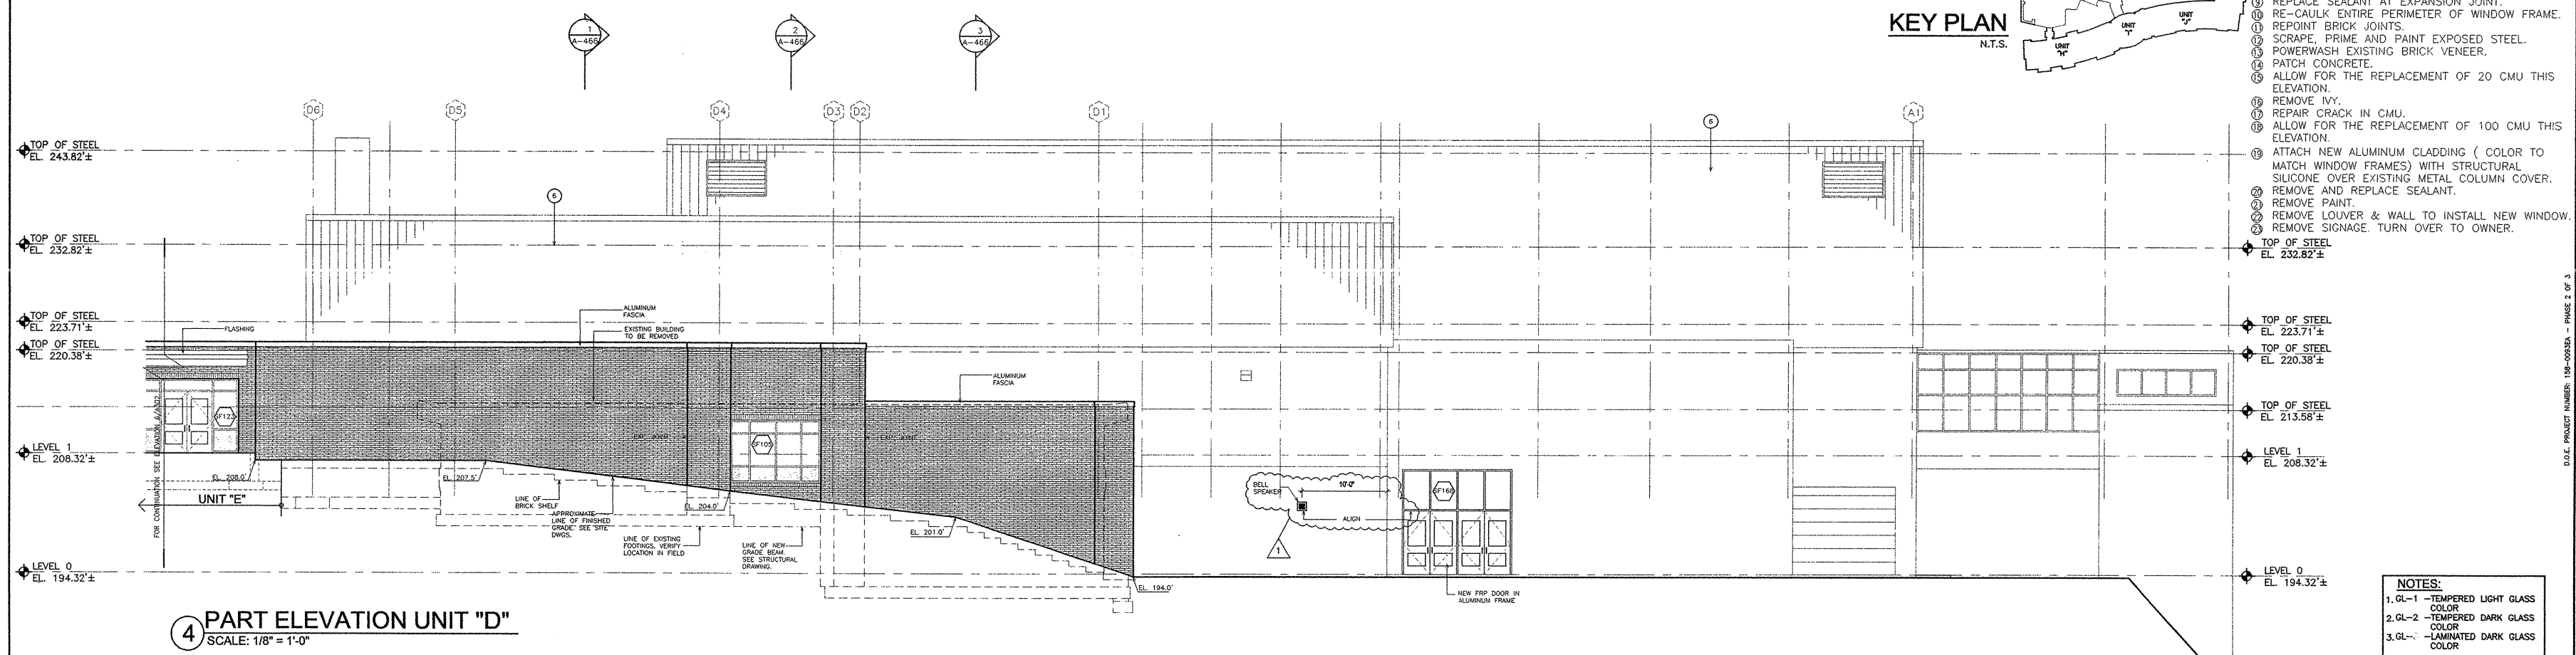 1
A-466
2
A-466
3
A-466
KEY PLAN
N.T.S.
UNIT
"H"
UNIT
"I"
UNIT
"J"
9 REPLACE SEALANT AT EXPANSION JOINT.
10 RE-CAULK ENTIRE PERIMETER OF WINDOW FRAME.
11 REPOINT BRICK JOINTS.
12 SCRAPE, PRIME AND PAINT EXPOSED STEEL.
13 POWERWASH EXISTING BRICK VENEER.
14 PATCH CONCRETE.
15 ALLOW FOR THE REPLACEMENT OF 20 CMU THIS
ELEVATION.
16 REMOVE IVY.
17 REPAIR CRACK IN CMU.
18 ALLOW FOR THE REPLACEMENT OF 100 CMU THIS
ELEVATION.
19 ATTACH NEW ALUMINUM CLADDING ( COLOR TO
MATCH WINDOW FRAMES) WITH STRUCTURAL
SILICONE OVER EXISTING METAL COLUMN COVER.
20 REMOVE AND REPLACE SEALANT.
21 REMOVE PAINT.
22 REMOVE LOUVER & WALL TO INSTALL NEW WINDOW.
23 REMOVE SIGNAGE. TURN OVER TO OWNER.
D6
D5
D4
D3
D2
D1
A1
6
6
TOP OF STEEL
EL. 243.82'±
TOP OF STEEL
EL. 232.82'±
TOP OF STEEL
EL. 223.71'±
TOP OF STEEL
EL. 220.38'±
LEVEL 1
EL. 208.32'±
LEVEL 0
EL. 194.32'±
FLASHING
ALUMINUM
FASCIA
EXISTING BUILDING
TO BE REMOVED
ALUMINUM
FASCIA
SF123
SF105
SF168
EXP. JOINT
EXP. JOINT
FOR CONTINUATION SEE ELEVATION
UNIT "E"
EL. 208.0'
EL. 207.5'
EL. 204.0'
EL. 201.0'
EL. 194.0'
LINE OF
BRICK SHELF
APPROXIMATE
LINE OF FINISHED
GRADE. SEE SITE
DWGS.
LINE OF EXISTING
FOOTINGS, VERIFY
LOCATION IN FIELD
LINE OF NEW
GRADE BEAM.
SEE STRUCTURAL
DRAWING.
BELL
SPEAKER
10'-0"
ALIGN
1
NEW FRP DOOR IN
ALUMINUM FRAME
TOP OF STEEL
EL. 232.82'±
TOP OF STEEL
EL. 223.71'±
TOP OF STEEL
EL. 220.38'±
TOP OF STEEL
EL. 213.58'±
LEVEL 1
EL. 208.32'±
LEVEL 0
EL. 194.32'±
D.O.E. PROJECT NUMBER: 158-0093EA - PHASE 2 OF 3
4 PART ELEVATION UNIT "D"
SCALE: 1/8" = 1'-0"
NOTES:
1. GL-1 -TEMPERED LIGHT GLASS
COLOR
2. GL-2 -TEMPERED DARK GLASS
COLOR
3. GL- -LAMINATED DARK GLASS
COLOR